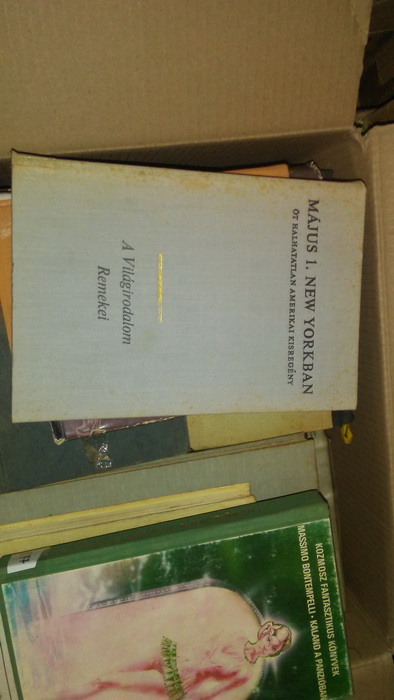 MÁJUS 1. NEW YORKBAN
ÖT HALHATATLAN AMERIKAI KISREGÉNY
A Világirodalom
Remekei
KOZMOSZ FANTASZTIKUS KÖNYVEK
MASSIMO BONTEMPELLI - KALAND A PANZIÓBAN